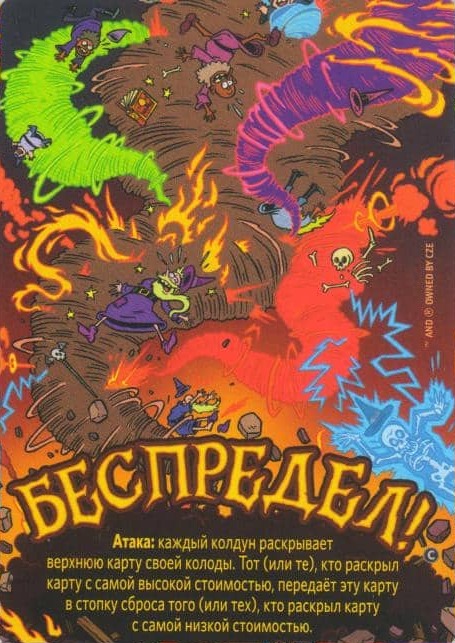 БЕСПРЕДЕЛ!
Атака: каждый колдун раскрывает
верхнюю карту своей колоды. Тот (или те), кто раскрыл
карту с самой высокой стоимостью, передаёт эту карту
в стопку сброса того (или тех), кто раскрыл карту
с самой низкой стоимостью.
™ AND ® OWNED BY CZE